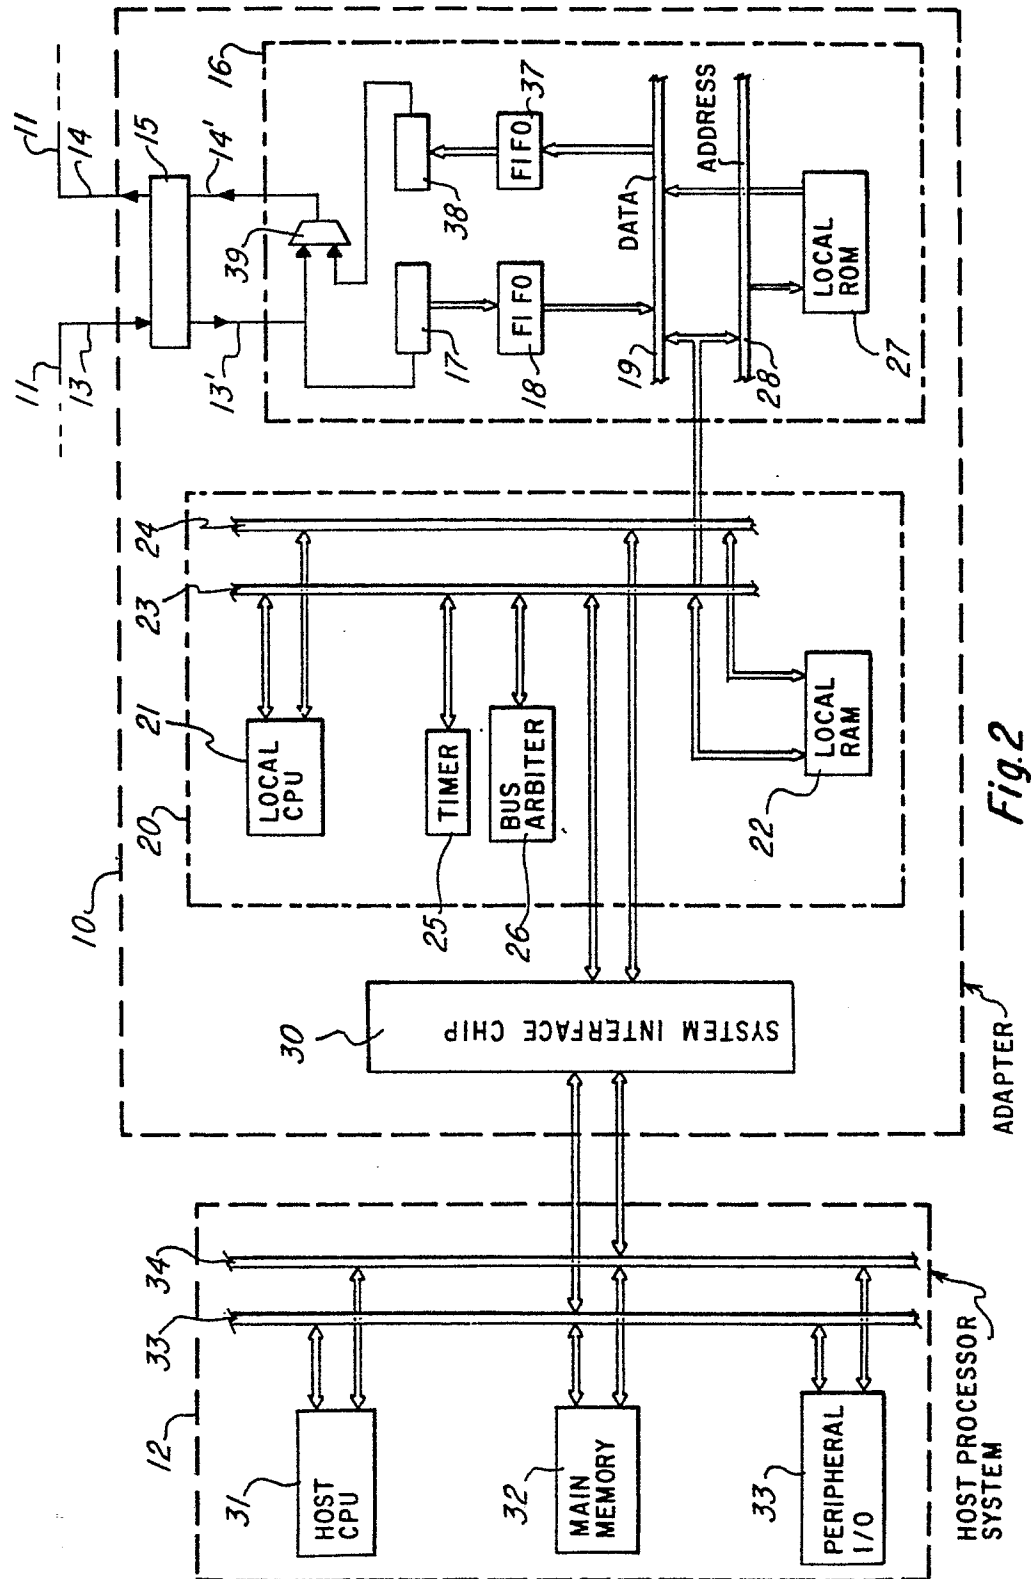 12
33
34
31
HOST
CPU
32
MAIN
MEMORY
33
PERIPHERAL
I/O
HOST PROCESSOR
SYSTEM
10
30
SYSTEM INTERFACE CHIP
ADAPTER
20
21
LOCAL
CPU
23
24
25
TIMER
26
BUS
ARBITER
22
LOCAL
RAM
11
13
11
14
15
13'
14'
16
39
17
38
18
FIFO
FIFO
37
19
DATA
28
ADDRESS
27
LOCAL
ROM
Fig.2